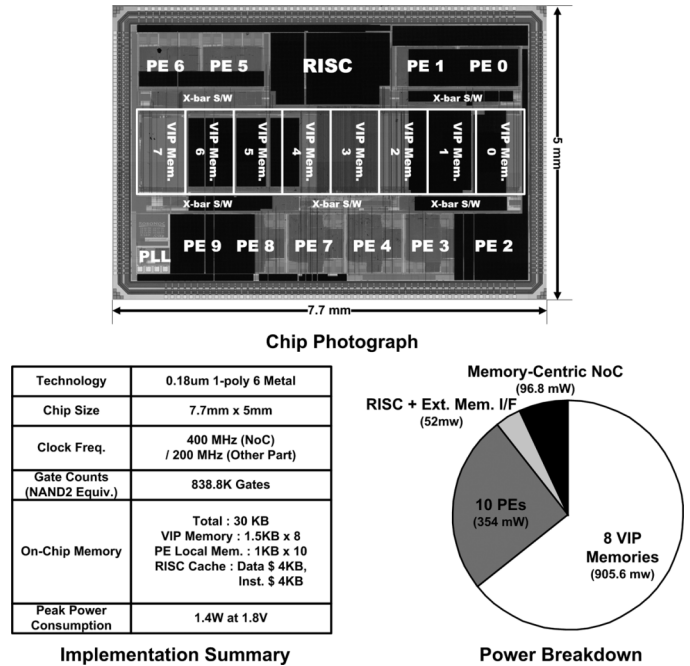 PE 6
PE 5
RISC
PE 1
PE 0
X-bar S/W
X-bar S/W
VIP Mem. 7
VIP Mem. 6
VIP Mem. 5
VIP Mem. 4
VIP Mem. 3
VIP Mem. 2
VIP Mem. 1
VIP Mem. 0
5 mm
X-bar S/W
X-bar S/W
X-bar S/W
PE 9
PE 8
PE 7
PE 4
PE 3
PE 2
PLL
7.7 mm
Chip Photograph
Technology
0.18um 1-poly 6 Metal
Chip Size
7.7mm x 5mm
Clock Freq.
400 MHz (NoC)
/ 200 MHz (Other Part)
Gate Counts
(NAND2 Equiv.)
838.8K Gates
On-Chip Memory
Total : 30 KB
VIP Memory : 1.5KB x 8
PE Local Mem. : 1KB x 10
RISC Cache : Data $ 4KB,
Inst. $ 4KB
Peak Power
Consumption
1.4W at 1.8V
Implementation Summary
Memory-Centric NoC
(96.8 mW)
RISC + Ext. Mem. I/F
(52mw)
10 PEs
(354 mW)
8 VIP
Memories
(905.6 mw)
Power Breakdown